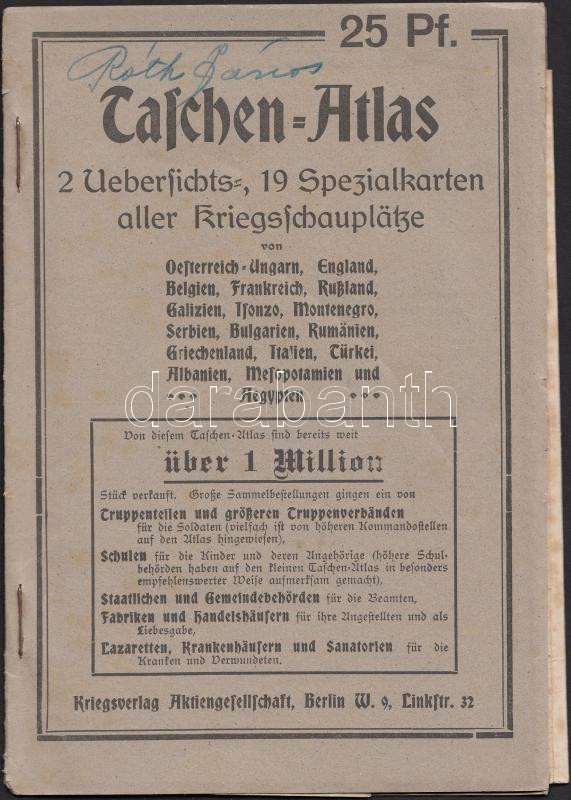 25 Pf.
Róth János
Taſchen-Atlas
2 Ueberſichts-, 19 Spezialkarten
aller Kriegsſchauplätze
von
Oeſterreich-Ungarn, England,
Belgien, Frankreich, Rußland,
Galizien, Iſonzo, Montenegro,
Serbien, Bulgarien, Rumänien,
Griechenland, Italien, Türkei,
Albanien, Meſopotamien und
Aegypten
darabanth
Von dieſem Taſchen-Atlas ſind bereits weit
über 1 Million
Stück verkauft. Große Sammelbeſtellungen gingen ein von
Truppenteilen und größeren Truppenverbänden
für die Soldaten (vielfach iſt von höheren Kommandoſtellen
auf den Atlas hingewieſen),
Schulen für die Kinder und deren Angehörige (höhere Schul-
behörden haben auf den kleinen Taſchen-Atlas in beſonders
empfehlenswerter Weiſe aufmerkſam gemacht),
Staatlichen und Gemeindebehörden für die Beamten,
Fabriken und Handelshäuſern für ihre Angeſtellten und als
Liebesgabe,
Lazaretten, Krankenhäuſern und Sanatorien für die
Kranken und Verwundeten.
Kriegsverlag Aktiengeſellſchaft, Berlin W. 9, Linkſtr. 32